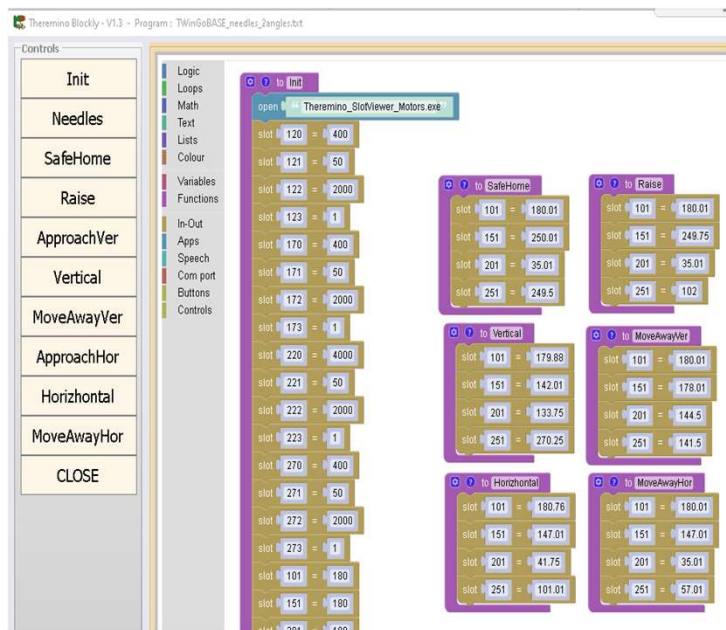 Theremino Blockly - V1.3 - Program : TWinGoBASE_needles_2angles.txt
Controls
Init
Needles
SafeHome
Raise
ApproachVer
Vertical
MoveAwayVer
ApproachHor
Horizhontal
MoveAwayHor
CLOSE
Logic
Loops
Math
Text
Lists
Colour
Variables
Functions
In-Out
Apps
Speech
Com port
Buttons
Controls
? to Init
open “ Theremino_SlotViewer_Motors.exe ”
slot 120 = 400
slot 121 = 50
slot 122 = 2000
slot 123 = 1
slot 170 = 400
slot 171 = 50
slot 172 = 2000
slot 173 = 1
slot 220 = 4000
slot 221 = 50
slot 222 = 2000
slot 223 = 1
slot 270 = 400
slot 271 = 50
slot 272 = 2000
slot 273 = 1
slot 101 = 180
slot 151 = 180
? to SafeHome
slot 101 = 180.01
slot 151 = 250.01
slot 201 = 35.01
slot 251 = 249.5
? to Raise
slot 101 = 180.01
slot 151 = 249.75
slot 201 = 35.01
slot 251 = 102
? to Vertical
slot 101 = 179.88
slot 151 = 142.01
slot 201 = 133.75
slot 251 = 270.25
? to MoveAwayVer
slot 101 = 180.01
slot 151 = 178.01
slot 201 = 144.5
slot 251 = 141.5
? to Horizhontal
slot 101 = 180.76
slot 151 = 147.01
slot 201 = 41.75
slot 251 = 101.01
? to MoveAwayHor
slot 101 = 180.01
slot 151 = 147.01
slot 201 = 35.01
slot 251 = 57.01